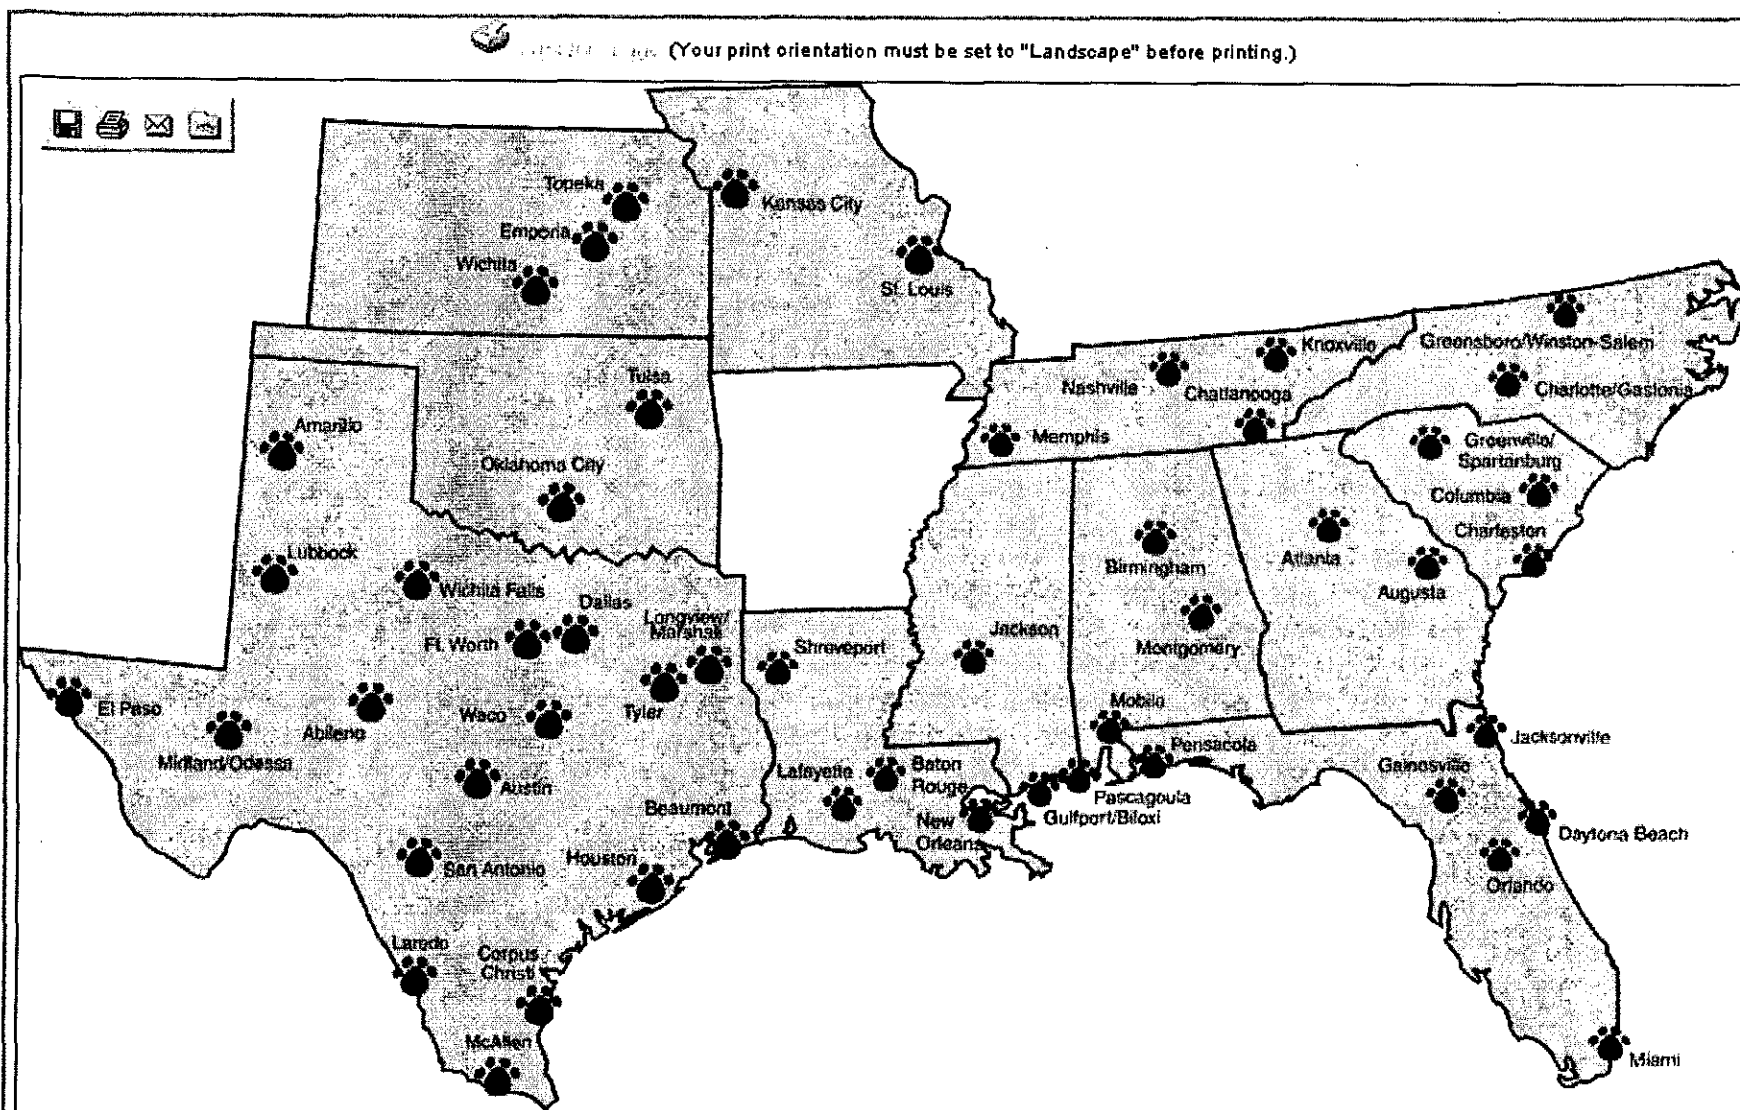 (Your print orientation must be set to "Landscape" before printing.)
Topeka
Kansas City
Emporia
Wichita
St. Louis
Knoxville
Greensboro/Winston-Salem
Tulsa
Nashville
Chattanooga
Charlotte/Gastonia
Amarillo
Memphis
Greenville/
Spartanburg
Oklahoma City
Columbia
Charleston
Lubbock
Birmingham
Atlanta
Wichita Falls
Augusta
Dallas
Longview/
Marshall
Ft. Worth
Shreveport
Jackson
Montgomery
El Paso
Abilene
Waco
Tyler
Mobile
Jacksonville
Midland/Odessa
Pensacola
Lafayette
Baton
Rouge
Gainesville
Austin
Pascagoula
Beaumont
Gulfport/Biloxi
New
Orleans
Daytona Beach
Houston
San Antonio
Orlando
Laredo
Corpus
Christi
McAllen
Miami